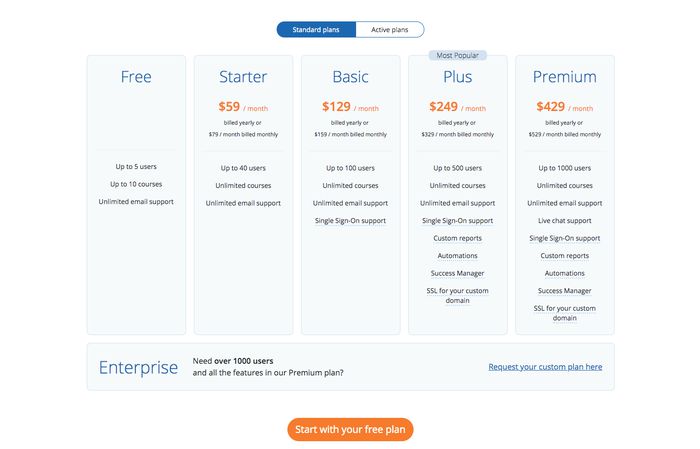 Standard plans
Active plans
Free
Up to 5 users
Up to 10 courses
Unlimited email support
Starter
$59 / month
billed yearly or
$79 / month billed monthly
Up to 40 users
Unlimited courses
Unlimited email support
Basic
$129 / month
billed yearly or
$159 / month billed monthly
Up to 100 users
Unlimited courses
Unlimited email support
Single Sign-On support
Most Popular
Plus
$249 / month
billed yearly or
$329 / month billed monthly
Up to 500 users
Unlimited courses
Unlimited email support
Single Sign-On support
Custom reports
Automations
Success Manager
SSL for your custom
domain
Premium
$429 / month
billed yearly or
$529 / month billed monthly
Up to 1000 users
Unlimited courses
Unlimited email support
Live chat support
Single Sign-On support
Custom reports
Automations
Success Manager
SSL for your custom
domain
Enterprise
Need over 1000 users
and all the features in our Premium plan?
Request your custom plan here
Start with your free plan